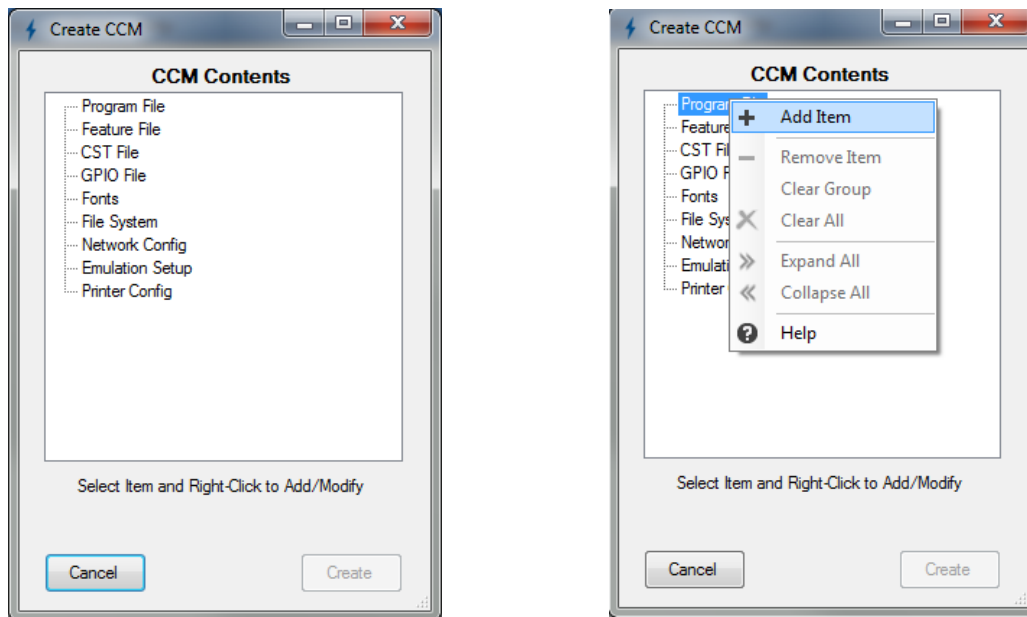 Create CCM
CCM Contents
Program File
Feature File
CST File
GPIO File
Fonts
File System
Network Config
Emulation Setup
Printer Config
Select Item and Right-Click to Add/Modify
Cancel
Create
Create CCM
CCM Contents
Program
Feature
CST Fil
GPIO F
Fonts
File Sys
Networ
Emulati
Printer
Add Item
Remove Item
Clear Group
Clear All
Expand All
Collapse All
Help
Select Item and Right-Click to Add/Modify
Cancel
Create